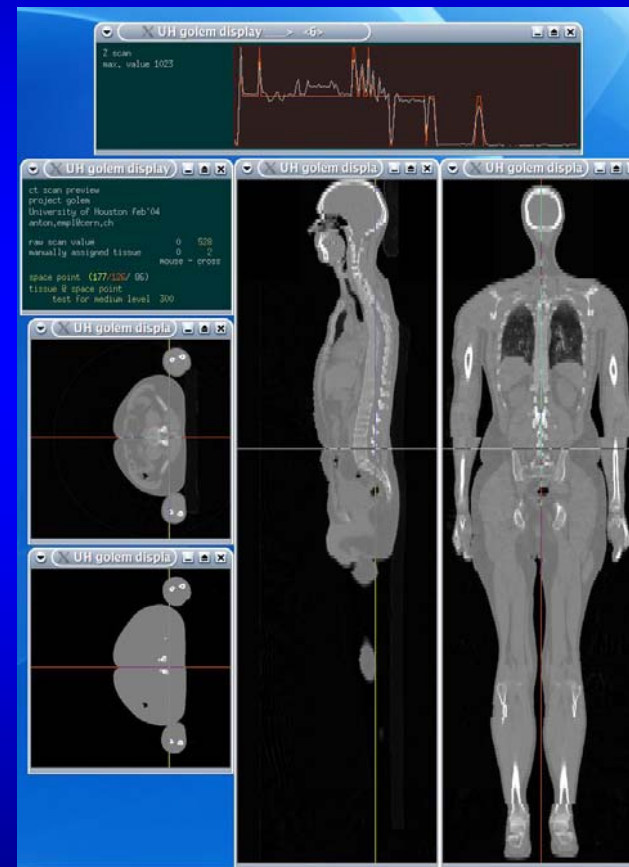 UH golem display......> <6>
Z scan
max. value 1023
UH golem display
UH golem displa
UH golem displa
ct scan preview
project golem
University of Houston Feb'04
anton,empl@cern,ch
raw scan value 0 528
manually assigned tissue 0 2
mouse - cross
space point (177/126/ 86)
tissue @ space point
test for medium level 300
UH golem displa
UH golem displa